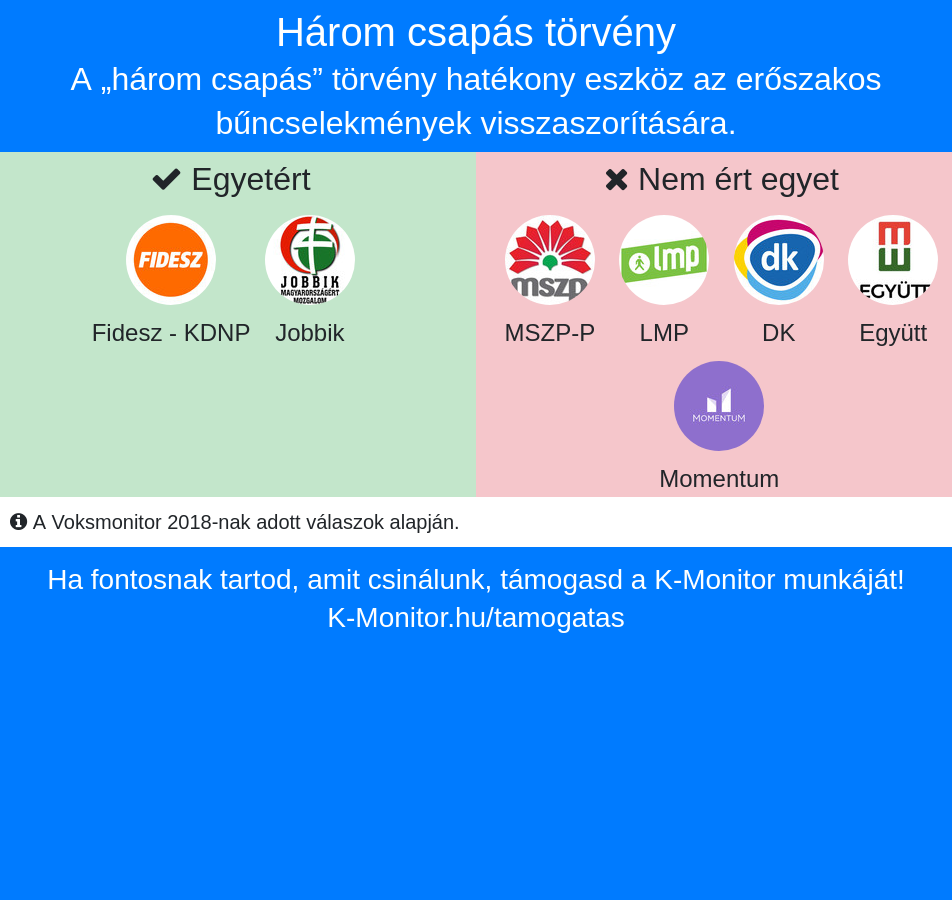 Három csapás törvény
A „három csapás” törvény hatékony eszköz az erőszakos
bűncselekmények visszaszorítására.
Egyetért
Nem ért egyet
FIDESZ
JOBBIK
MAGYARORSZÁGÉRT
MOZGALOM
mszp
lmp
dk
EGYÜTT
Fidesz - KDNP
Jobbik
MSZP-P
LMP
DK
Együtt
MOMENTUM
Momentum
A Voksmonitor 2018-nak adott válaszok alapján.
Ha fontosnak tartod, amit csinálunk, támogasd a K-Monitor munkáját!
K-Monitor.hu/tamogatas